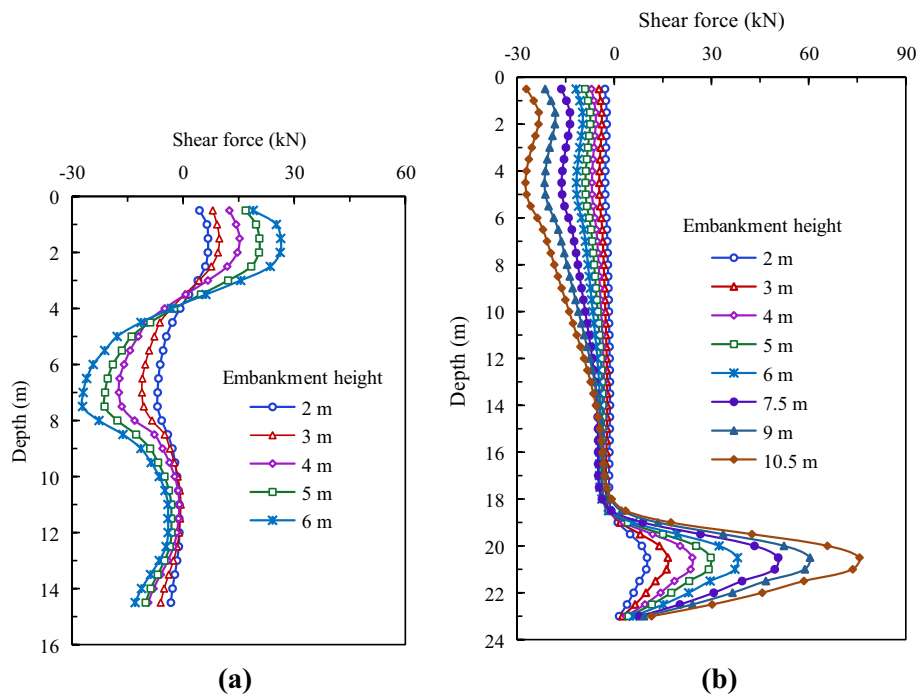 Shear force (kN)
-30 0 30 60
0
2
4
6
8
10
12
14
16
Depth (m)
Embankment height
2 m
3 m
4 m
5 m
6 m
(a)
Shear force (kN)
-30 0 30 60 90
0
2
4
6
8
10
12
14
16
18
20
22
24
Depth (m)
Embankment height
2 m
3 m
4 m
5 m
6 m
7.5 m
9 m
10.5 m
(b)